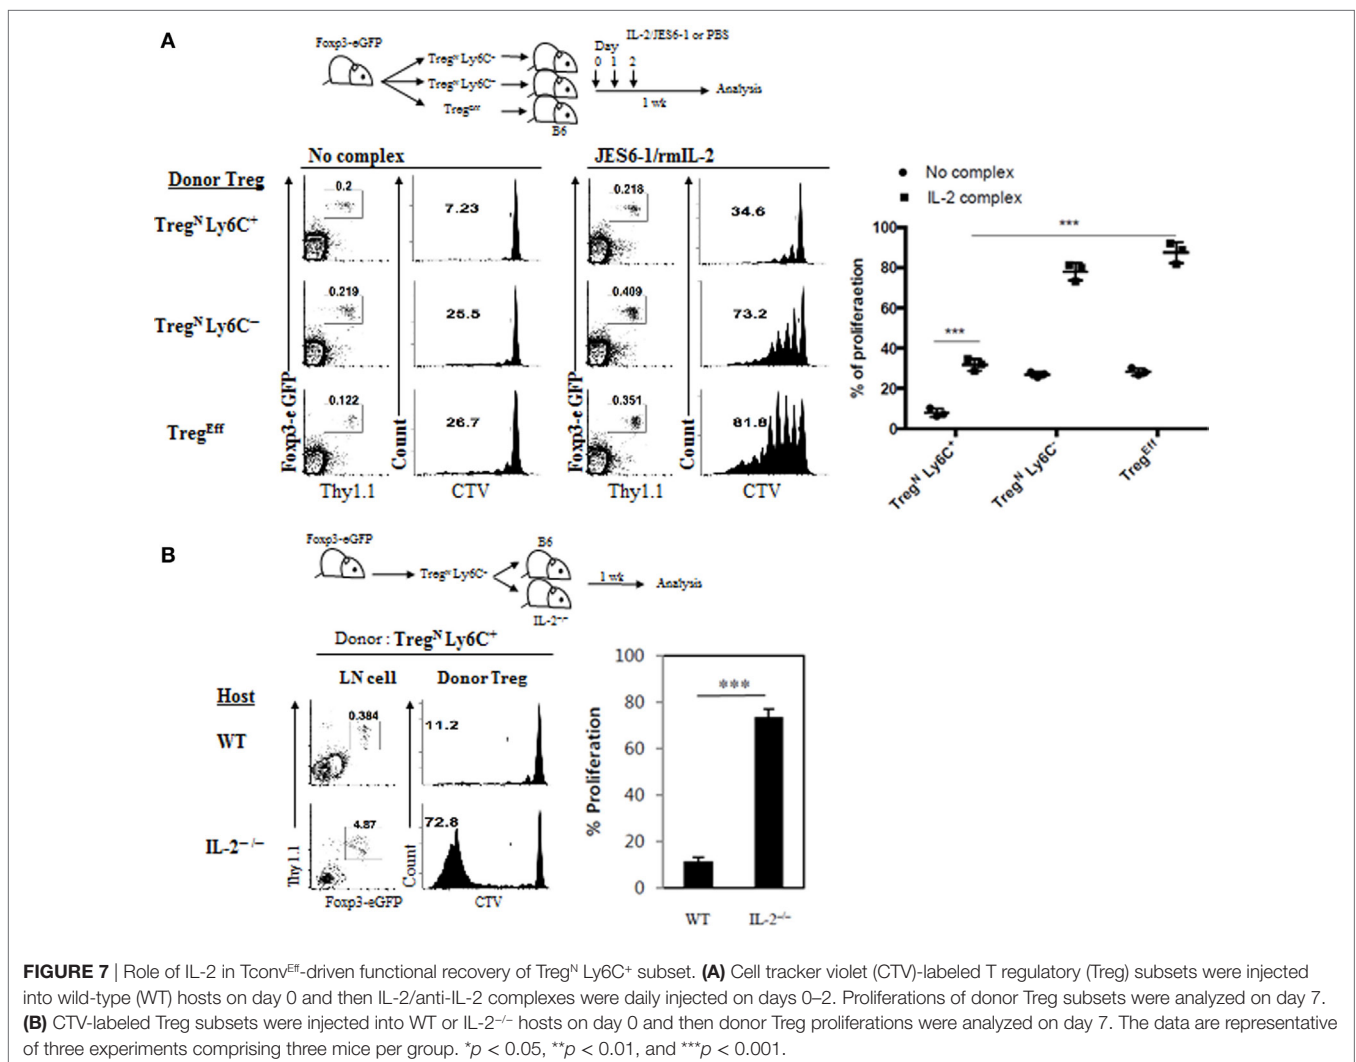 A
Foxp3-eGFP
IL-2/JES6-1 or PBS
Day
0 1 2
Treg^N Ly6C⁺
Treg^N Ly6C⁻
Treg^Eff
B6
1 wk
Analysis
No complex
JES6-1/rmIL-2
Donor Treg
Treg^N Ly6C⁺
0.2
7.23
0.218
34.6
Treg^N Ly6C⁻
0.219
25.5
0.409
73.2
Treg^Eff
0.122
26.7
0.351
81.8
Foxp3-e GFP
Count
Foxp3-e GFP
Count
Thy1.1
CTV
Thy1.1
CTV
No complex
IL-2 complex
% of proliferaetion
100
80
60
40
20
0
***
***
Treg^N Ly6C⁺
Treg^N Ly6C⁻
Treg^Eff
B
Foxp3-eGFP
Treg^N Ly6C⁺
B6
IL-2⁻/⁻
1 wk
Analysis
Donor : Treg^N Ly6C⁺
LN cell
Donor Treg
Host
WT
0.384
11.2
IL-2⁻/⁻
4.87
72.8
Thy1.1
Count
Foxp3-eGFP
CTV
% Proliferation
100
80
60
40
20
0
***
WT
IL-2⁻/⁻
FIGURE 7 | Role of IL-2 in Tconv^Eff-driven functional recovery of Treg^N Ly6C⁺ subset. (A) Cell tracker violet (CTV)-labeled T regulatory (Treg) subsets were injected
into wild-type (WT) hosts on day 0 and then IL-2/anti-IL-2 complexes were daily injected on days 0–2. Proliferations of donor Treg subsets were analyzed on day 7.
(B) CTV-labeled Treg subsets were injected into WT or IL-2⁻/⁻ hosts on day 0 and then donor Treg proliferations were analyzed on day 7. The data are representative
of three experiments comprising three mice per group. *p < 0.05, **p < 0.01, and ***p < 0.001.